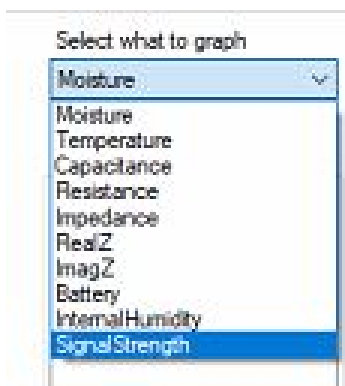 Select what to graph
Moisture
Moisture
Temperature
Capacitance
Resistance
Impedance
RealZ
ImagZ
Battery
InternalHumidity
SignalStrength